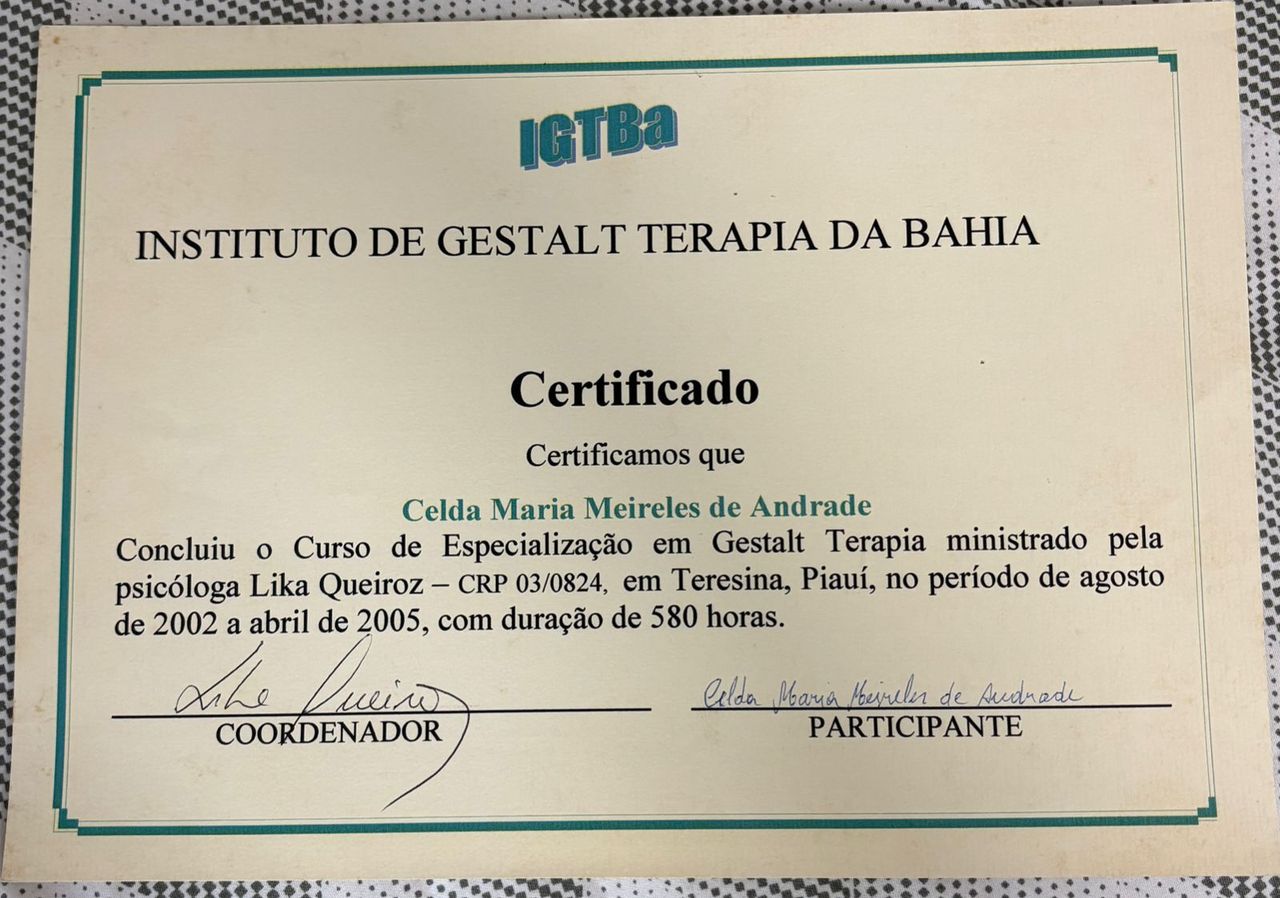 IGTBa
INSTITUTO DE GESTALT TERAPIA DA BAHIA
Certificado
Certificamos que
Celda Maria Meireles de Andrade
Concluiu o Curso de Especialização em Gestalt Terapia ministrado pela
psicóloga Lika Queiroz – CRP 03/0824, em Teresina, Piauí, no período de agosto
de 2002 a abril de 2005, com duração de 580 horas.
Lika Queiroz
COORDENADOR
Celda Maria Meireles de Andrade
PARTICIPANTE